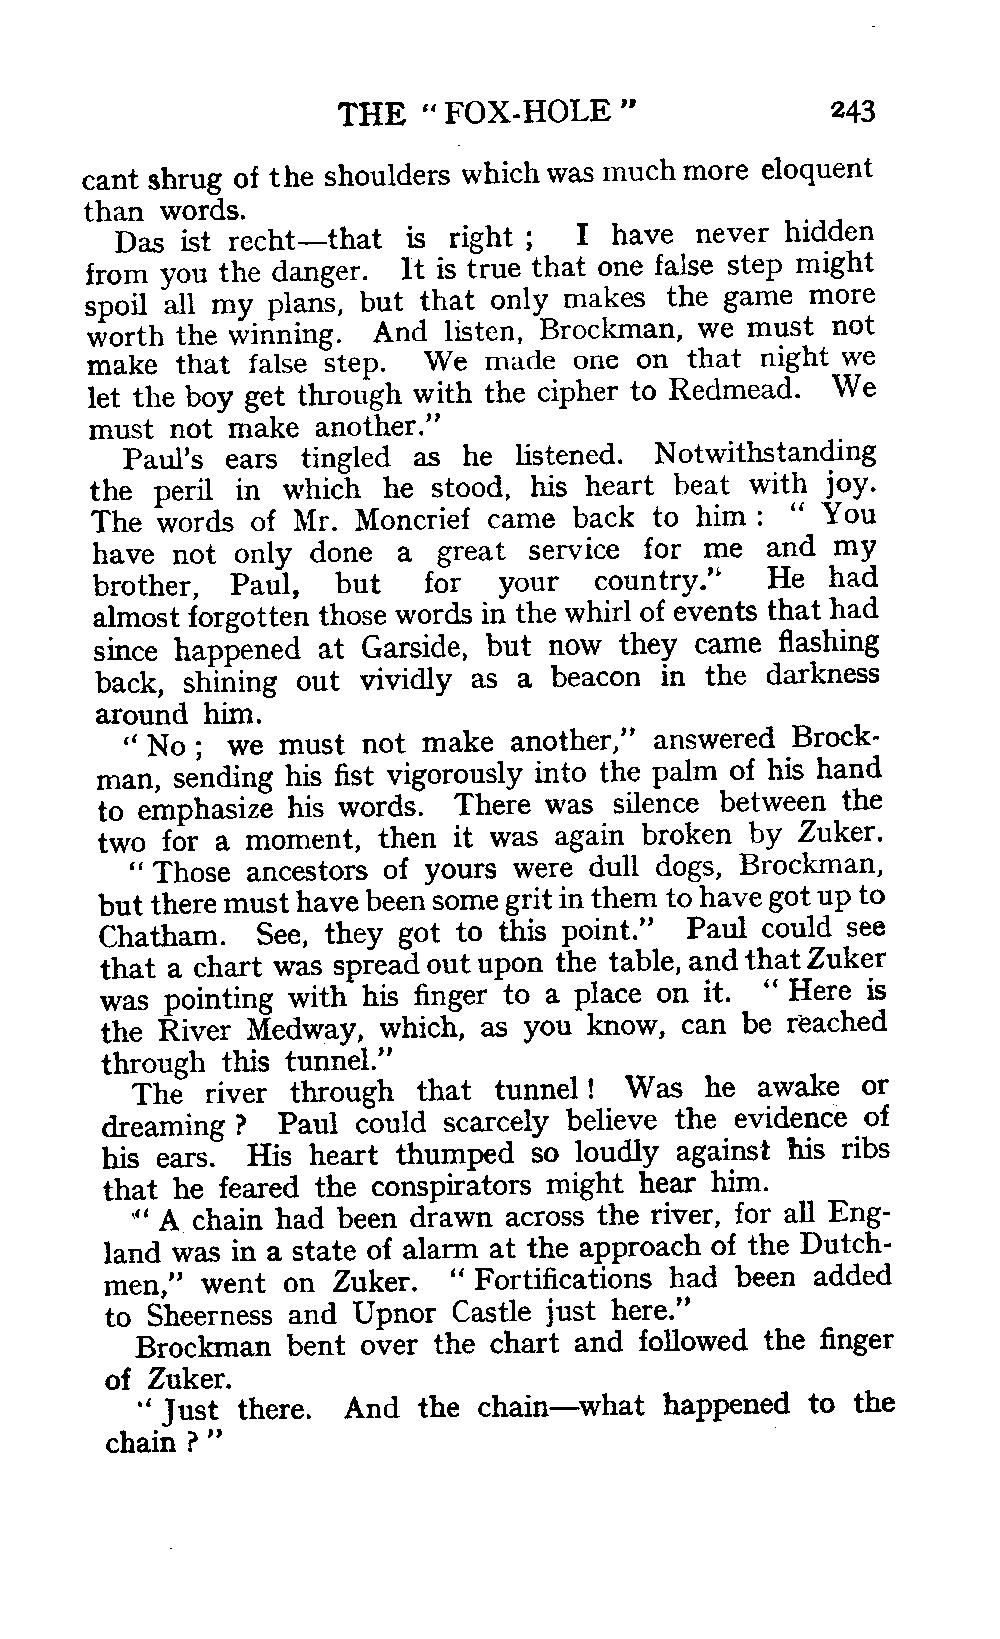 THE “ FOX-HOLE ” 243
cant shrug of the shoulders which was much more eloquent
than words.
Das ist recht—that is right ; I have never hidden
from you the danger. It is true that one false step might
spoil all my plans, but that only makes the game more
worth the winning. And listen, Brockman, we must not
make that false step. We made one on that night we
let the boy get through with the cipher to Redmead. We
must not make another.”
Paul's ears tingled as he listened. Notwithstanding
the peril in which he stood, his heart beat with joy.
The words of Mr. Moncrief came back to him : “ You
have not only done a great service for me and my
brother, Paul, but for your country.” He had
almost forgotten those words in the whirl of events that had
since happened at Garside, but now they came flashing
back, shining out vividly as a beacon in the darkness
around him.
“ No ; we must not make another,” answered Brock-
man, sending his fist vigorously into the palm of his hand
to emphasize his words. There was silence between the
two for a moment, then it was again broken by Zuker.
“ Those ancestors of yours were dull dogs, Brockman,
but there must have been some grit in them to have got up to
Chatham. See, they got to this point.” Paul could see
that a chart was spread out upon the table, and that Zuker
was pointing with his finger to a place on it. “ Here is
the River Medway, which, as you know, can be reached
through this tunnel.”
The river through that tunnel ! Was he awake or
dreaming ? Paul could scarcely believe the evidence of
his ears. His heart thumped so loudly against his ribs
that he feared the conspirators might hear him.
“ A chain had been drawn across the river, for all Eng-
land was in a state of alarm at the approach of the Dutch-
men,” went on Zuker. “ Fortifications had been added
to Sheerness and Upnor Castle just here.”
Brockman bent over the chart and followed the finger
of Zuker.
“ Just there. And the chain—what happened to the
chain ? ”